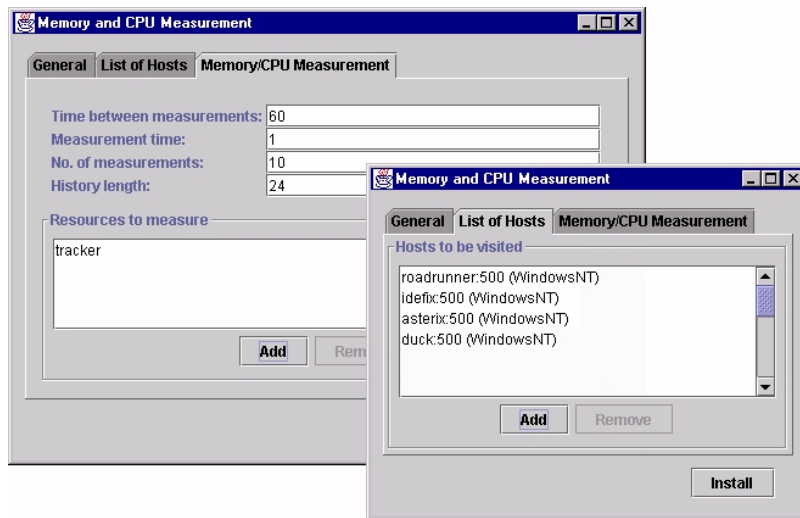 Memory and CPU Measurement
General List of Hosts Memory/CPU Measurement
Time between measurements: 60
Measurement time: 1
No. of measurements: 10
History length: 24
Resources to measure
tracker
Add
Memory and CPU Measurement
General List of Hosts Memory/CPU Measurement
Hosts to be visited
roadrunner:500 (WindowsNT)
idefix:500 (WindowsNT)
asterix:500 (WindowsNT)
duck:500 (WindowsNT)
Add Remove
Install